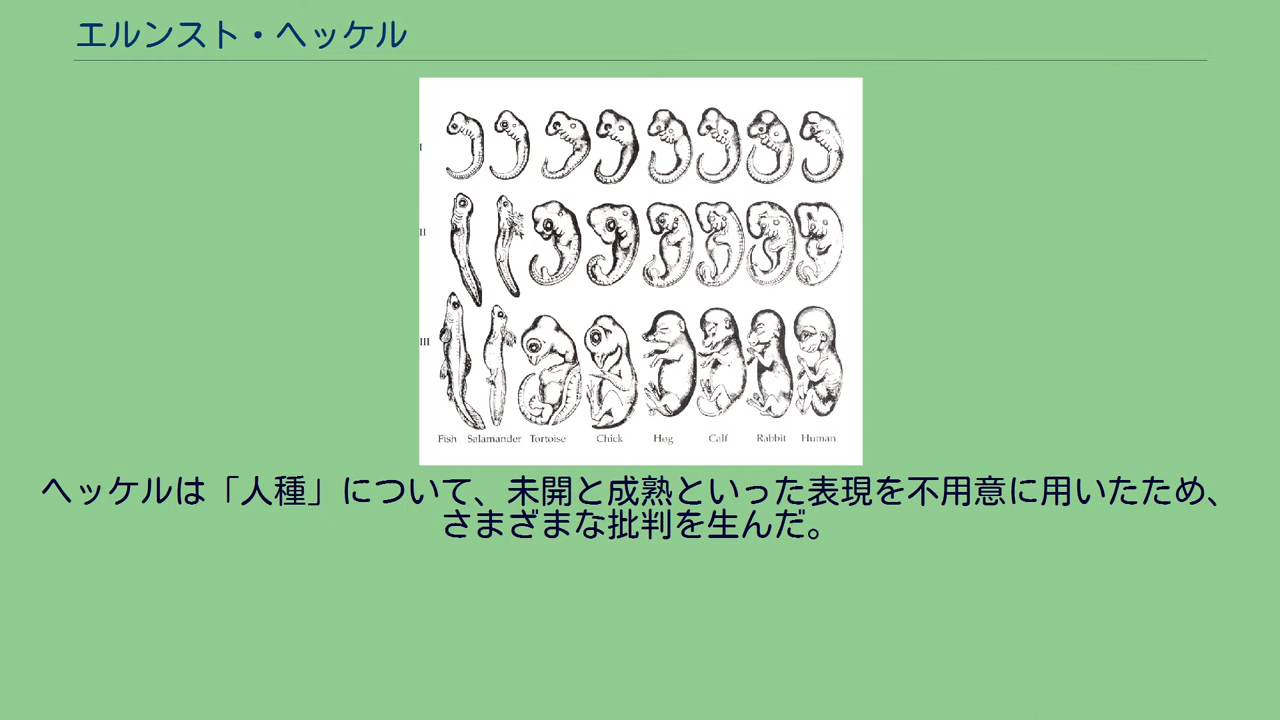 エルンスト・ヘッケル
I
II
III
Fish Salamander Tortoise Chick Hog Calf Rabbit Human
ヘッケルは「人種」について、未開と成熟といった表現を不用意に用いたため、
さまざまな批判を生んだ。